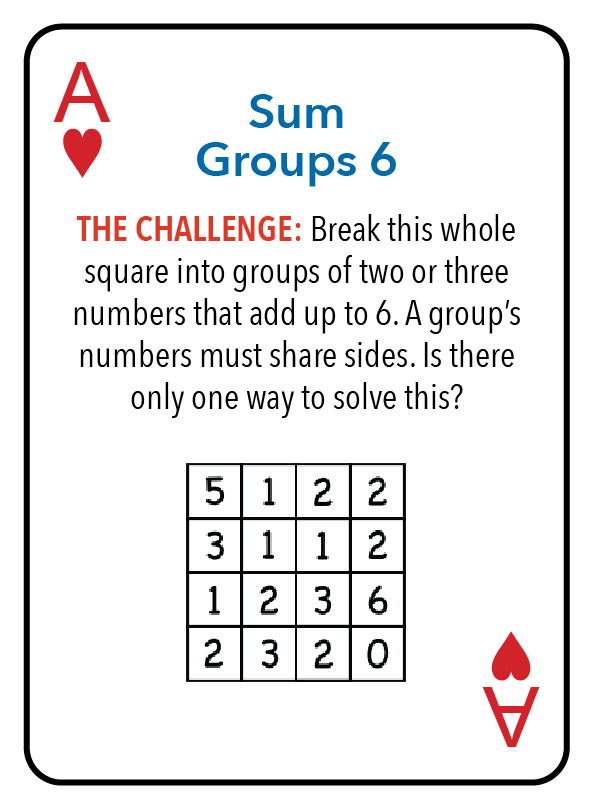 A
Sum
Groups 6
THE CHALLENGE: Break this whole
square into groups of two or three
numbers that add up to 6. A group’s
numbers must share sides. Is there
only one way to solve this?
5 1 2 2
3 1 1 2
1 2 3 6
2 3 2 0
A